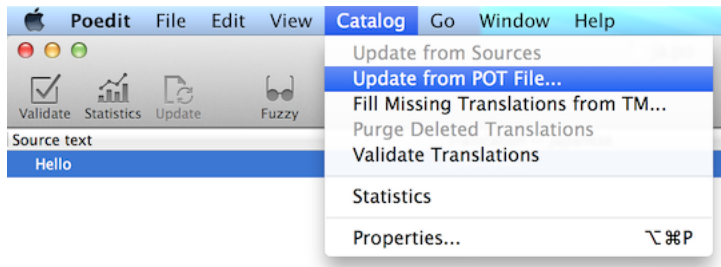 Poedit File Edit View Catalog Go Window Help
Update from Sources
Update from POT File...
Fill Missing Translations from TM...
Purge Deleted Translations
Validate Translations
Statistics
Properties... ⌥⌘P
Validate Statistics Update Fuzzy
Source text
Hello